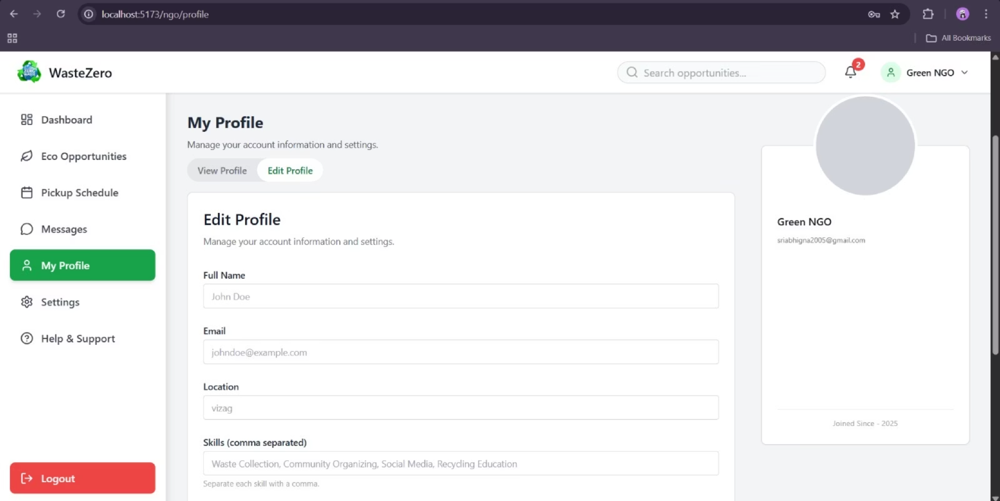 localhost:5173/ngo/profile
All Bookmarks
ZERO
WASTE
WasteZero
Search opportunities...
2
Green NGO
Dashboard
Eco Opportunities
Pickup Schedule
Messages
My Profile
Settings
Help & Support
Logout
My Profile
Manage your account information and settings.
View Profile
Edit Profile
Edit Profile
Manage your account information and settings.
Full Name
John Doe
Email
johndoe@example.com
Location
vizag
Skills (comma separated)
Waste Collection, Community Organizing, Social Media, Recycling Education
Separate each skill with a comma.
Green NGO
sriabhigna2005@gmail.com
Joined Since - 2025